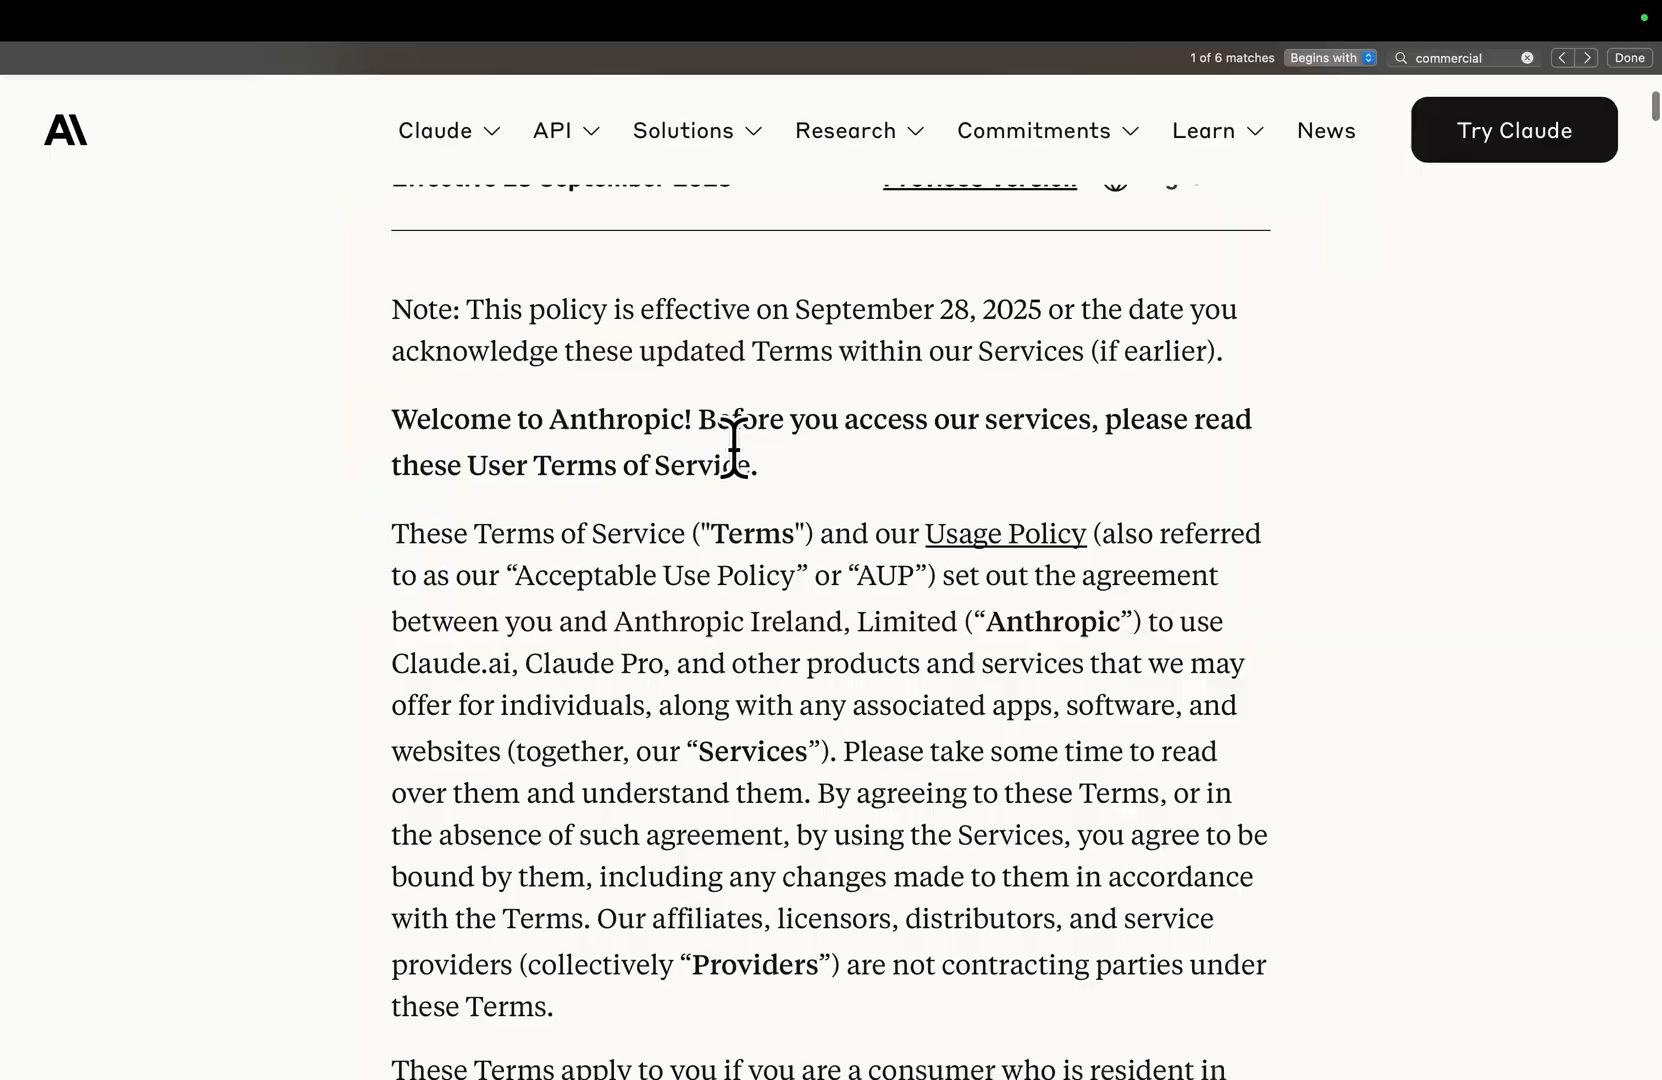 1 of 6 matches
Begins with
commercial
Done
Claude
API
Solutions
Research
Commitments
Learn
News
Try Claude
Note: This policy is effective on September 28, 2025 or the date you
acknowledge these updated Terms within our Services (if earlier).
Welcome to Anthropic! Before you access our services, please read
these User Terms of Service.
These Terms of Service ("Terms") and our Usage Policy (also referred
to as our “Acceptable Use Policy” or “AUP”) set out the agreement
between you and Anthropic Ireland, Limited (“Anthropic”) to use
Claude.ai, Claude Pro, and other products and services that we may
offer for individuals, along with any associated apps, software, and
websites (together, our “Services”). Please take some time to read
over them and understand them. By agreeing to these Terms, or in
the absence of such agreement, by using the Services, you agree to be
bound by them, including any changes made to them in accordance
with the Terms. Our affiliates, licensors, distributors, and service
providers (collectively “Providers”) are not contracting parties under
these Terms.
These Terms apply to you if you are a consumer who is resident in